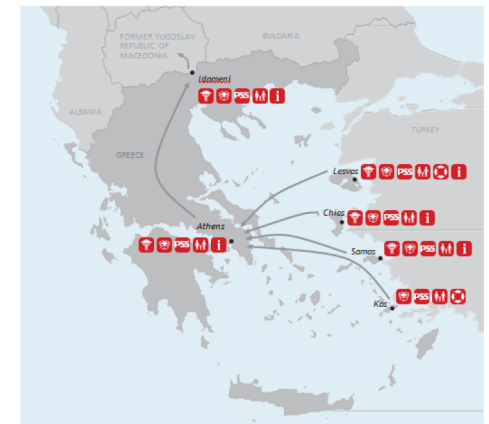 FORMER YUGOSLAV
REPUBLIC OF
MACEDONIA
BULGARIA
Idomeni
PSS i
ALBANIA
TURKEY
GREECE
Lesvos
PSS i
Chios
PSS i
Athens
PSS i
Samos
PSS i
Kos
PSS